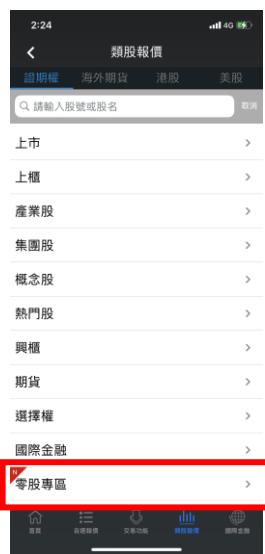 2:24
4G
類股報價
證期權 海外期貨 港股 美股
請輸入股號或股名 取消
上市
上櫃
產業股
集團股
概念股
熱門股
興櫃
期貨
選擇權
國際金融
N
零股專區
首頁 自選報價 交易功能 類股報價 國際金融